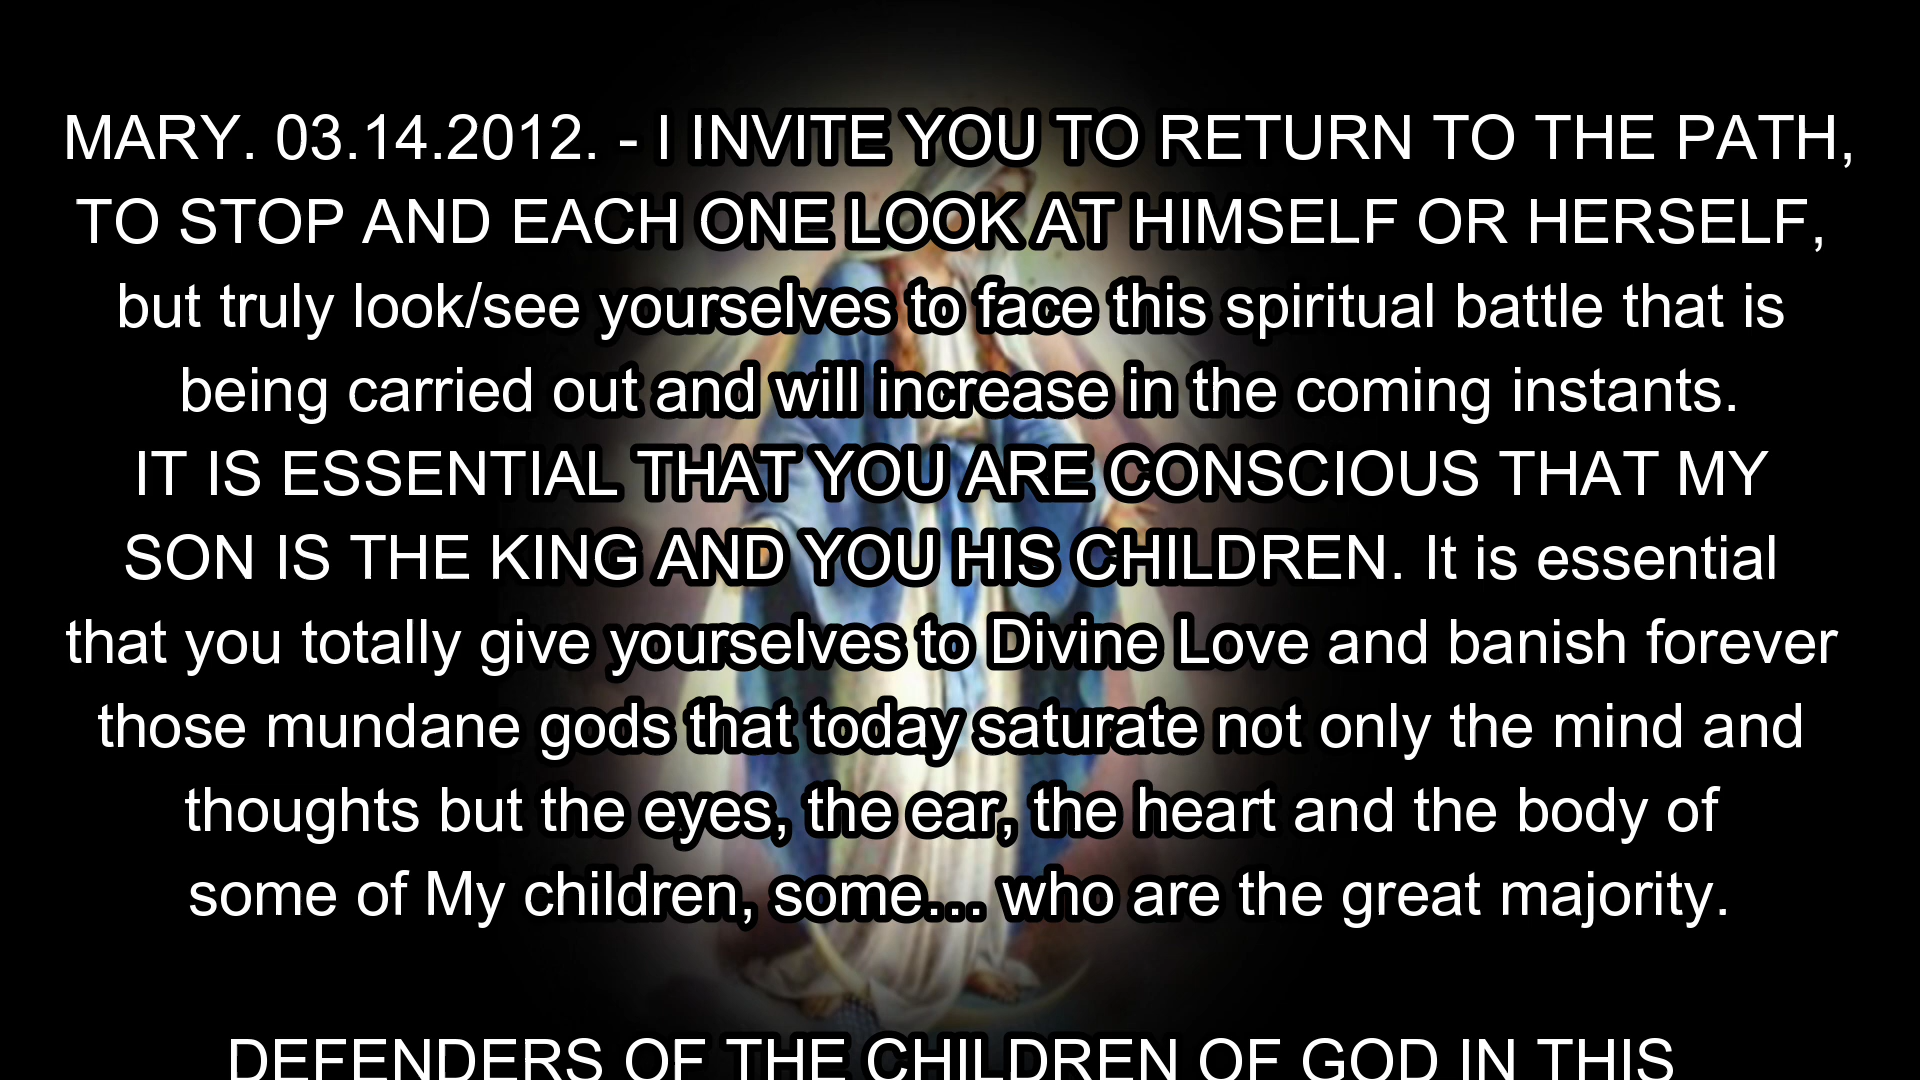 MARY. 03.14.2012. - I INVITE YOU TO RETURN TO THE PATH,
TO STOP AND EACH ONE LOOK AT HIMSELF OR HERSELF,
but truly look/see yourselves to face this spiritual battle that is
being carried out and will increase in the coming instants.
IT IS ESSENTIAL THAT YOU ARE CONSCIOUS THAT MY
SON IS THE KING AND YOU HIS CHILDREN. It is essential
that you totally give yourselves to Divine Love and banish forever
those mundane gods that today saturate not only the mind and
thoughts but the eyes, the ear, the heart and the body of
some of My children, some... who are the great majority.
DEFENDERS OF THE CHILDREN OF GOD IN THIS